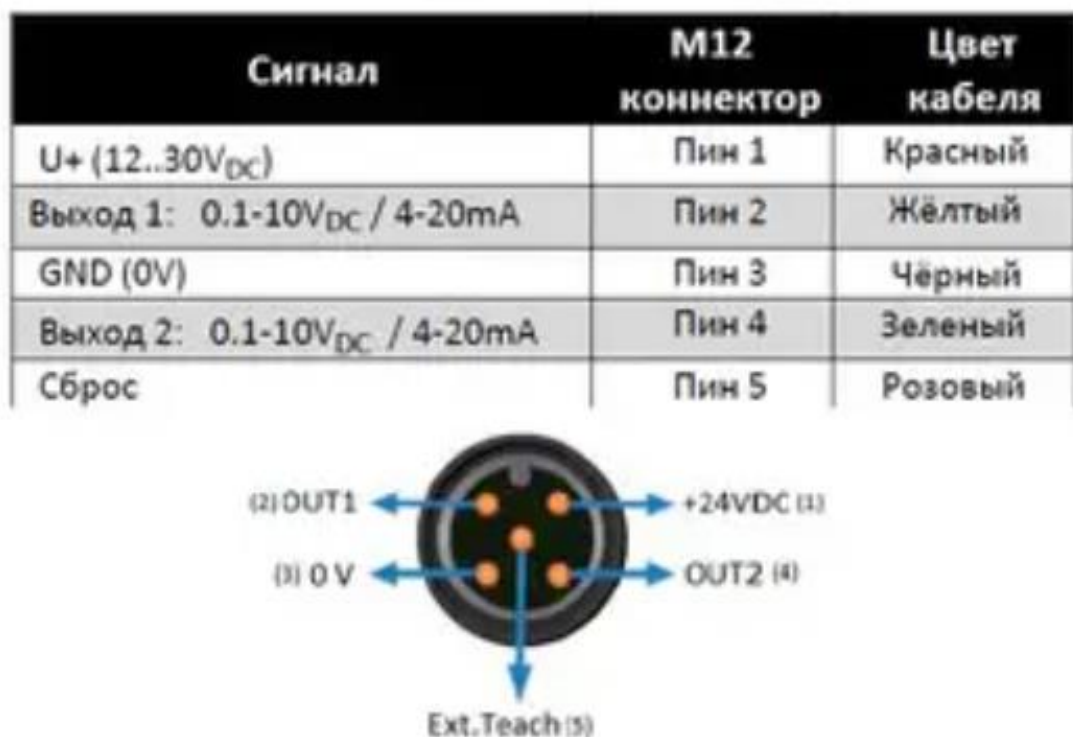 Сигнал M12 коннектор Цвет кабеля
U+ (12..30VDC) Пин 1 Красный
Выход 1: 0.1-10VDC / 4-20mA Пин 2 Жёлтый
GND (0V) Пин 3 Чёрный
Выход 2: 0.1-10VDC / 4-20mA Пин 4 Зеленый
Сброс Пин 5 Розовый
(2) OUT1 +24VDC (1)
(3) 0 V OUT2 (4)
Ext.Teach (5)